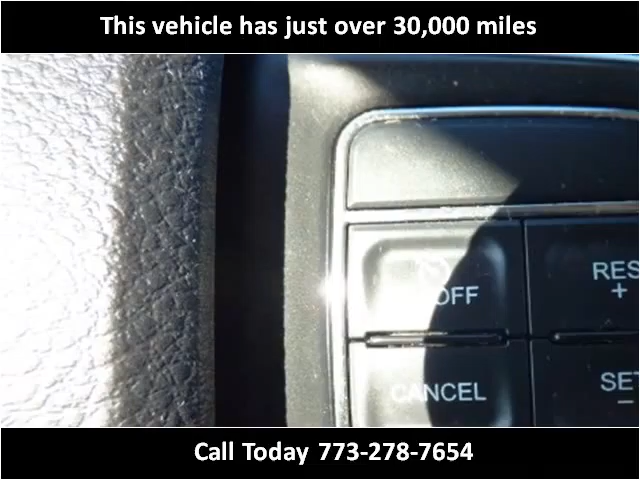 This vehicle has just over 30,000 miles
OFF
RES
+
CANCEL
SET
–
Call Today 773-278-7654